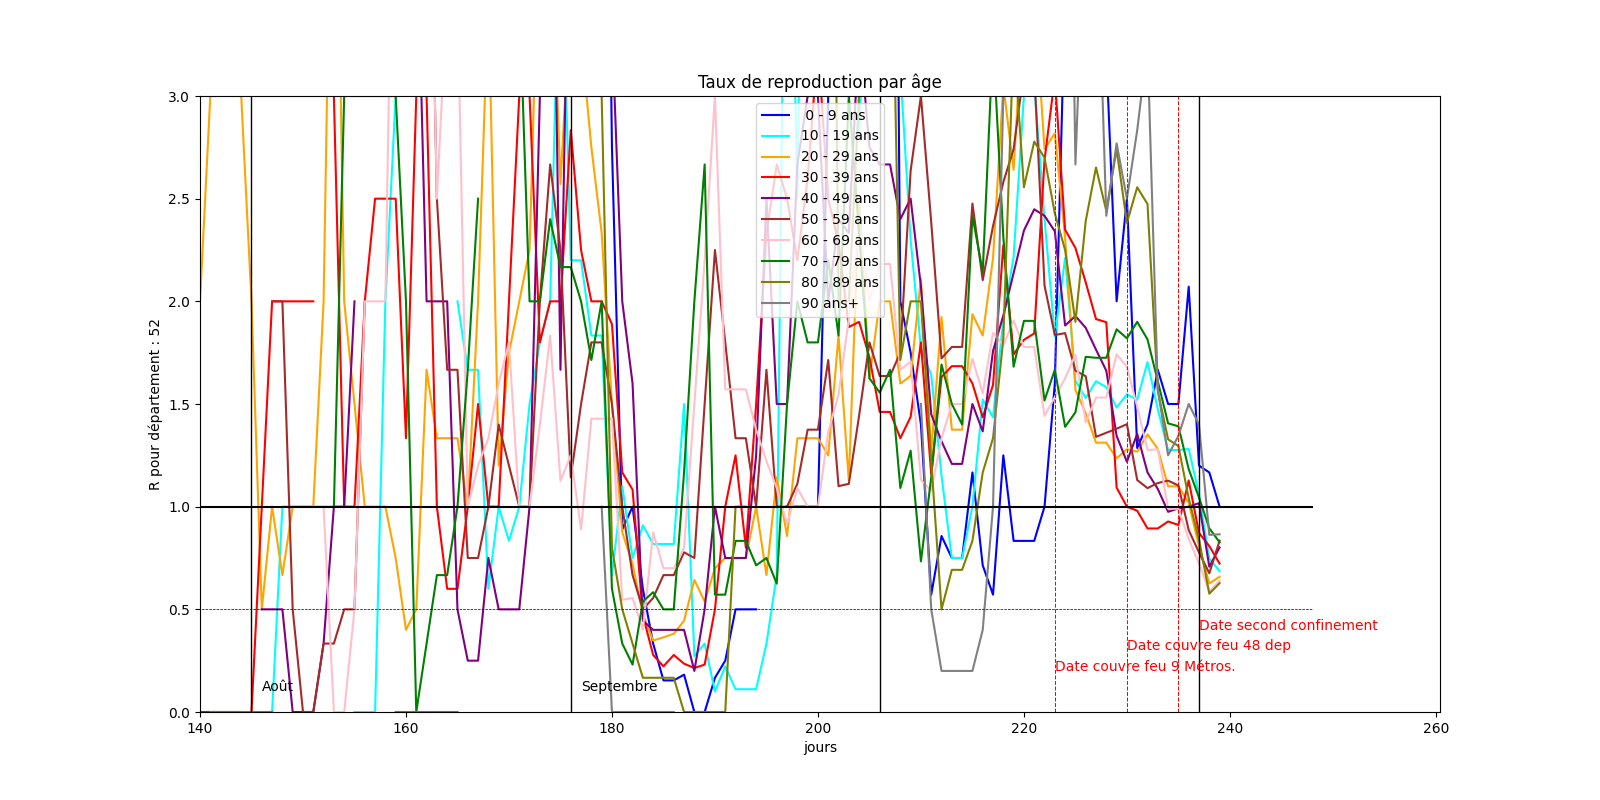 Taux de reproduction par âge
R pour département : 52
3.0
2.5
2.0
1.5
1.0
0.5
0.0
0 - 9 ans
10 - 19 ans
20 - 29 ans
30 - 39 ans
40 - 49 ans
50 - 59 ans
60 - 69 ans
70 - 79 ans
80 - 89 ans
90 ans+
Date second confinement
Date couvre feu 48 dep
Date couvre feu 9 Métros.
Août
Septembre
140
160
180
200
220
240
260
jours